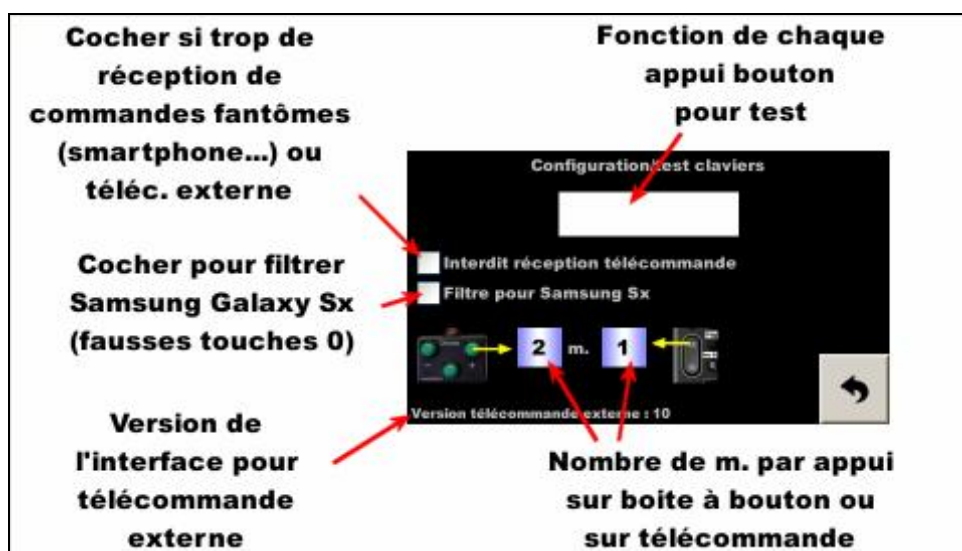 Cocher si trop de
réception de
commandes fantômes
(smartphone...) ou
téléc. externe
Fonction de chaque
appui bouton
pour test
Configuration/test claviers
Interdit réception télécommande
Filtre pour Samsung Sx
Cocher pour filtrer
Samsung Galaxy Sx
(fausses touches 0)
2 m. 1
Version télécommande externe : 10
Version de
l'interface pour
télécommande
externe
Nombre de m. par appui
sur boite à bouton ou
sur télécommande